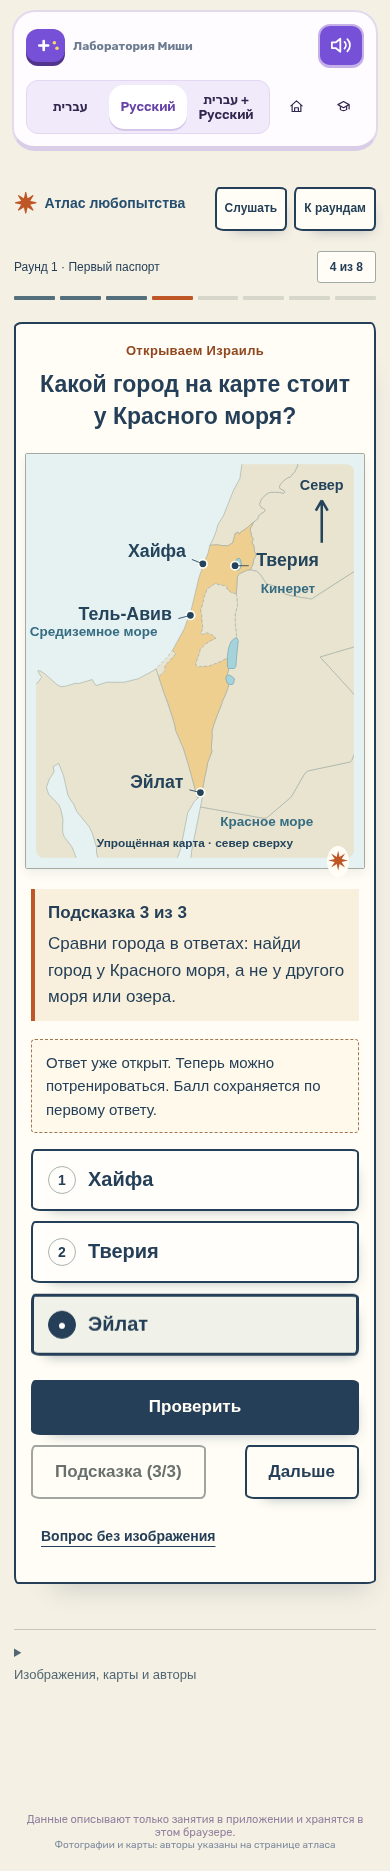 Лаборатория Миши
עברית
Русский
עברית +
Русский
Атлас любопытства
Слушать
К раундам
Раунд 1 · Первый паспорт
4 из 8
Открываем Израиль
Какой город на карте стоит
у Красного моря?
Север
Хайфа
Тверия
Кинерет
Тель-Авив
Средиземное море
Эйлат
Красное море
Упрощённая карта · север сверху
Подсказка 3 из 3
Сравни города в ответах: найди
город у Красного моря, а не у другого
моря или озера.
Ответ уже открыт. Теперь можно
потренироваться. Балл сохраняется по
первому ответу.
1 Хайфа
2 Тверия
Эйлат
Проверить
Подсказка (3/3)
Дальше
Вопрос без изображения
Изображения, карты и авторы
Данные описывают только занятия в приложении и хранятся в
этом браузере.
Фотографии и карты: авторы указаны на странице атласа